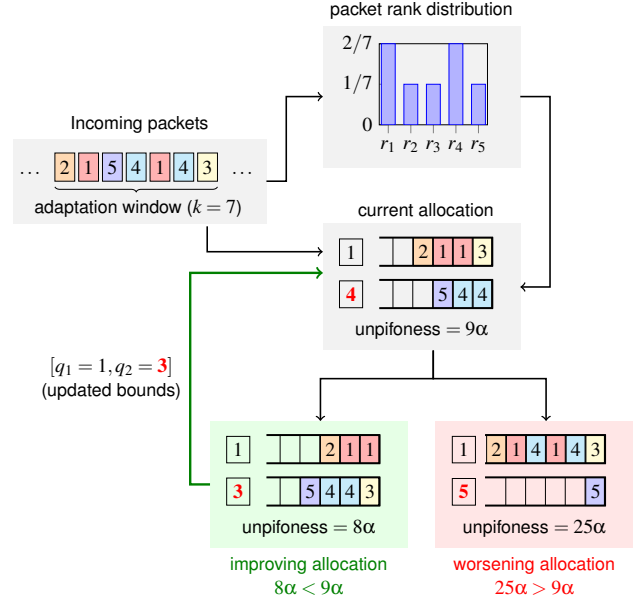 packet rank distribution
2/7
1/7
0
r1 r2 r3 r4 r5
Incoming packets
... 2 1 5 4 1 4 3 ...
adaptation window (k = 7)
current allocation
1 2 1 1 3
4 5 4 4
unpifoness = 9α
[q1 = 1, q2 = 3]
(updated bounds)
1 2 1 1
3 5 4 4 3
unpifoness = 8α
improving allocation
8α < 9α
1 2 1 4 1 4 3
5 5
unpifoness = 25α
worsening allocation
25α > 9α